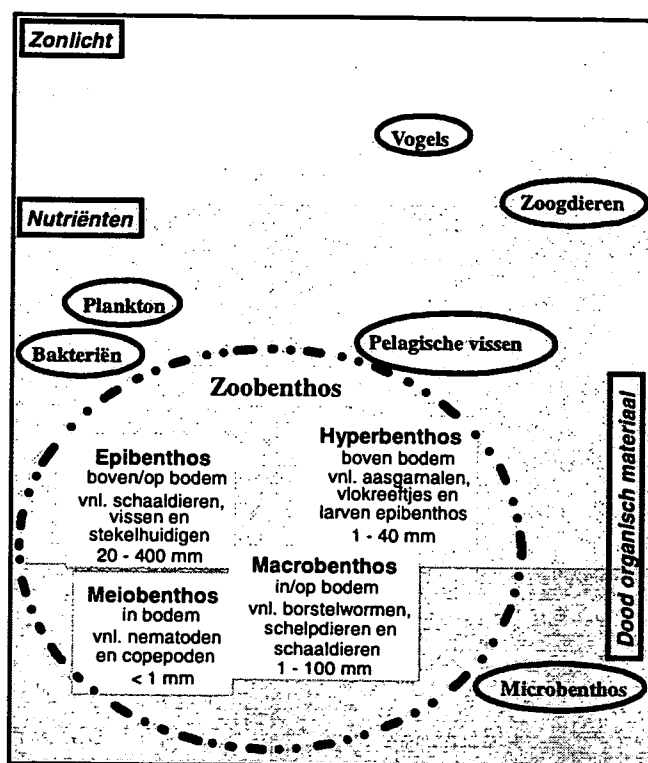 Zonlicht
Vogels
Zoogdieren
Nutriënten
Plankton
Bakteriën
Pelagische vissen
Zoobenthos
Epibenthos
boven/op bodem
vnl. schaaldieren,
vissen en
stekelhuidigen
20 - 400 mm
Hyperbenthos
boven bodem
vnl. aasgarnalen,
vlokreeftjes en
larven epibenthos
1 - 40 mm
Macrobenthos
in/op bodem
vnl. borstelwormen,
schelpdieren en
schaaldieren
1 - 100 mm
Meiobenthos
in bodem
vnl. nematoden
en copepoden
< 1 mm
Dood organisch materiaal
Microbenthos